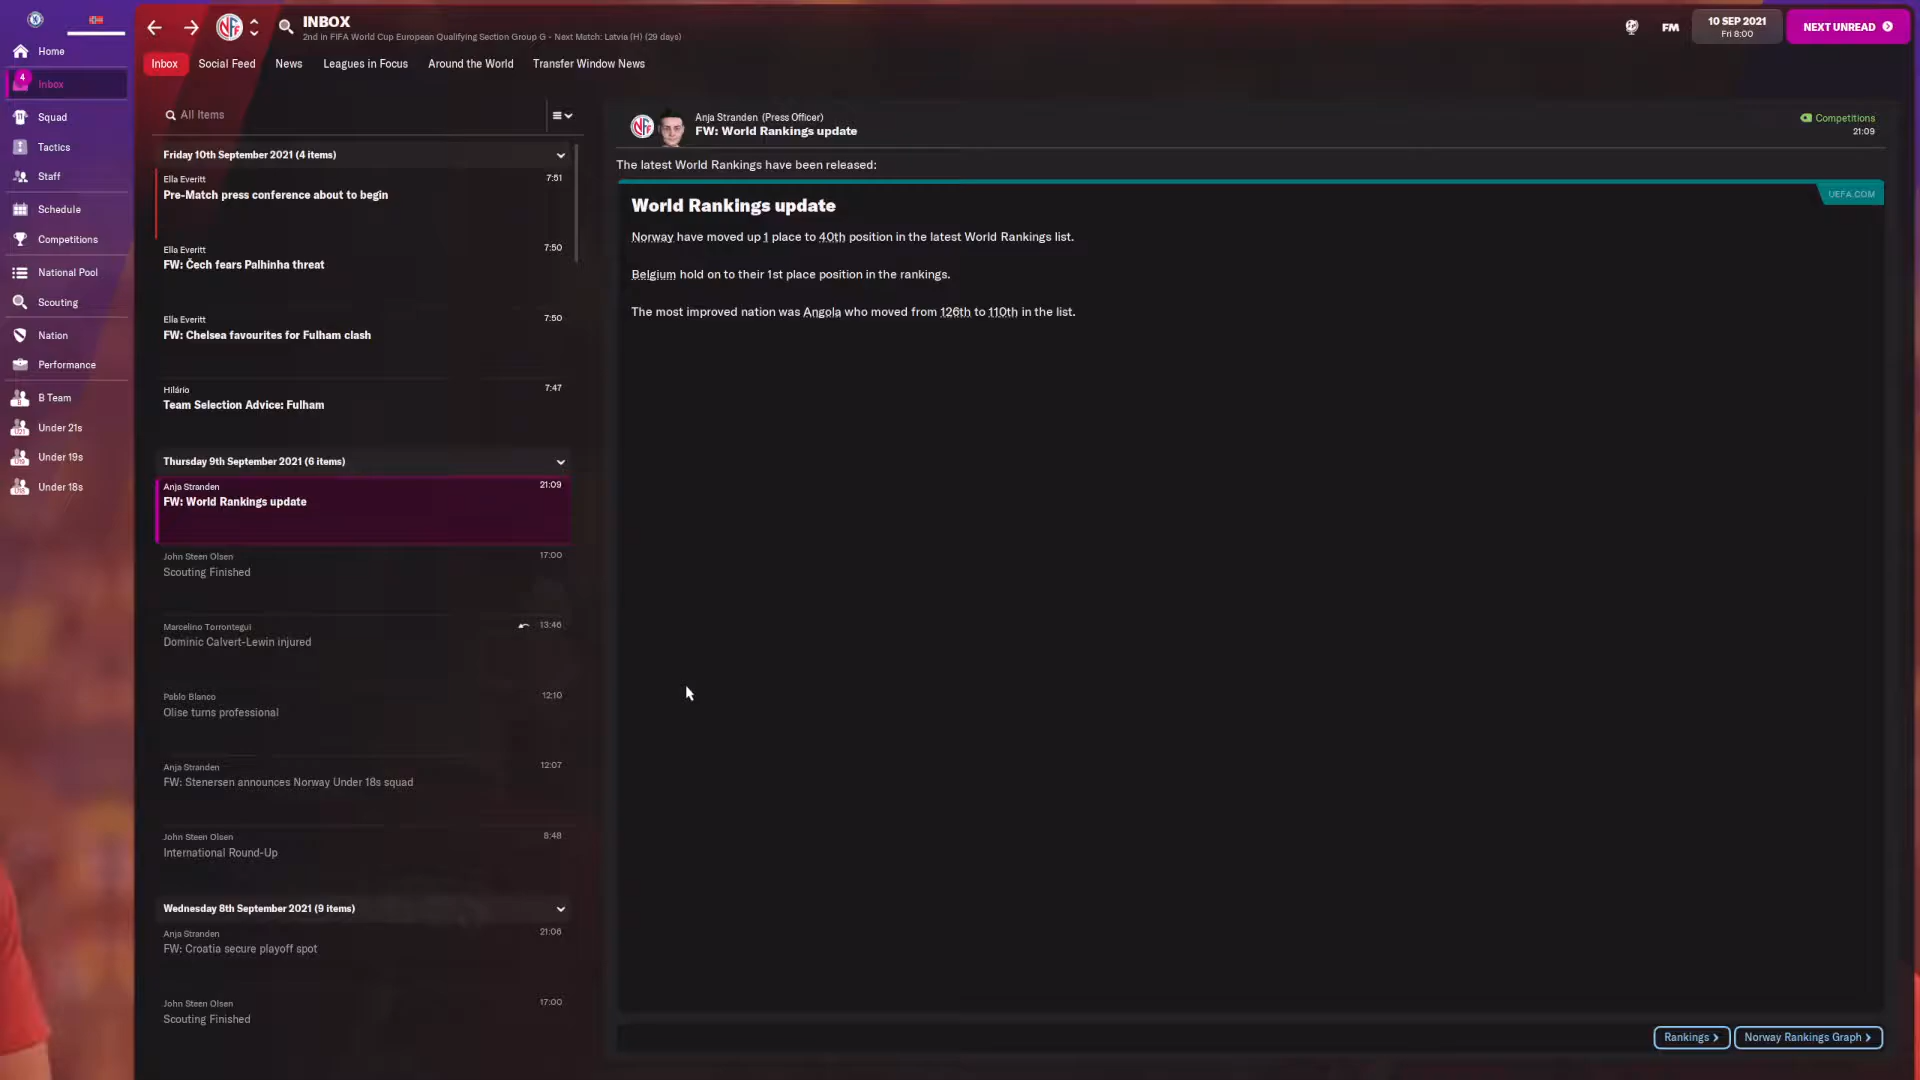 INBOX
2nd in FIFA World Cup European Qualifying Section Group G - Next Match: Latvia (H) (29 days)
FM
10 SEP 2021
Fri 8:00
NEXT UNREAD
Home
4
Inbox
Squad
Tactics
Staff
Schedule
Competitions
National Pool
Scouting
Nation
Performance
B Team
Under 21s
Under 19s
Under 18s
Inbox
Social Feed
News
Leagues in Focus
Around the World
Transfer Window News
All Items
Friday 10th September 2021 (4 items)
Ella Everitt
7:51
Pre-Match press conference about to begin
Ella Everitt
7:50
FW: Čech fears Palhinha threat
Ella Everitt
7:50
FW: Chelsea favourites for Fulham clash
Hilário
7:47
Team Selection Advice: Fulham
Thursday 9th September 2021 (6 items)
Anja Stranden
21:09
FW: World Rankings update
John Steen Olsen
17:00
Scouting Finished
Marcelino Torrontegui
13:46
Dominic Calvert-Lewin injured
Pablo Blanco
12:10
Olise turns professional
Anja Stranden
12:07
FW: Stenersen announces Norway Under 18s squad
John Steen Olsen
8:48
International Round-Up
Wednesday 8th September 2021 (9 items)
Anja Stranden
21:06
FW: Croatia secure playoff spot
John Steen Olsen
17:00
Scouting Finished
Anja Stranden (Press Officer)
FW: World Rankings update
Competitions
21:09
The latest World Rankings have been released:
UEFA.COM
World Rankings update
Norway have moved up 1 place to 40th position in the latest World Rankings list.
Belgium hold on to their 1st place position in the rankings.
The most improved nation was Angola who moved from 126th to 110th in the list.
Rankings
Norway Rankings Graph